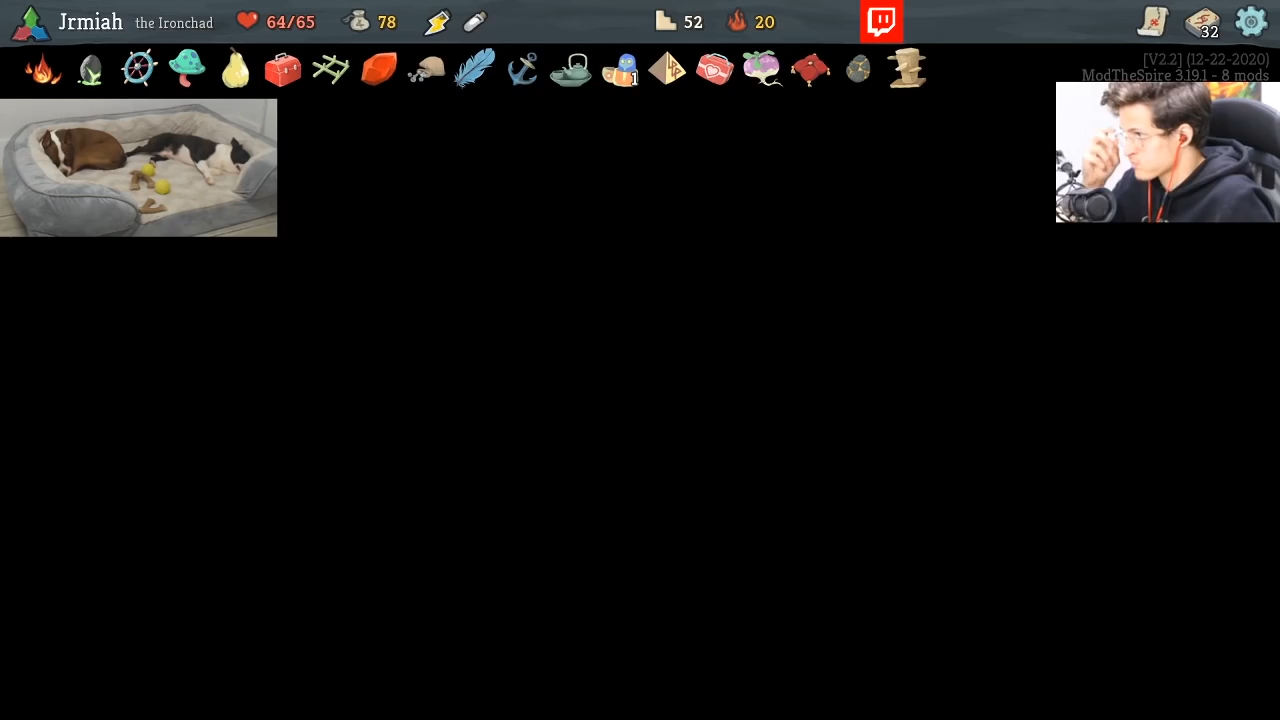 Jrmiah the Ironchad 64/65 78 52 20 32
[V2.2] (12-22-2020)
ModTheSpire 3.19.1 - 8 mods
1